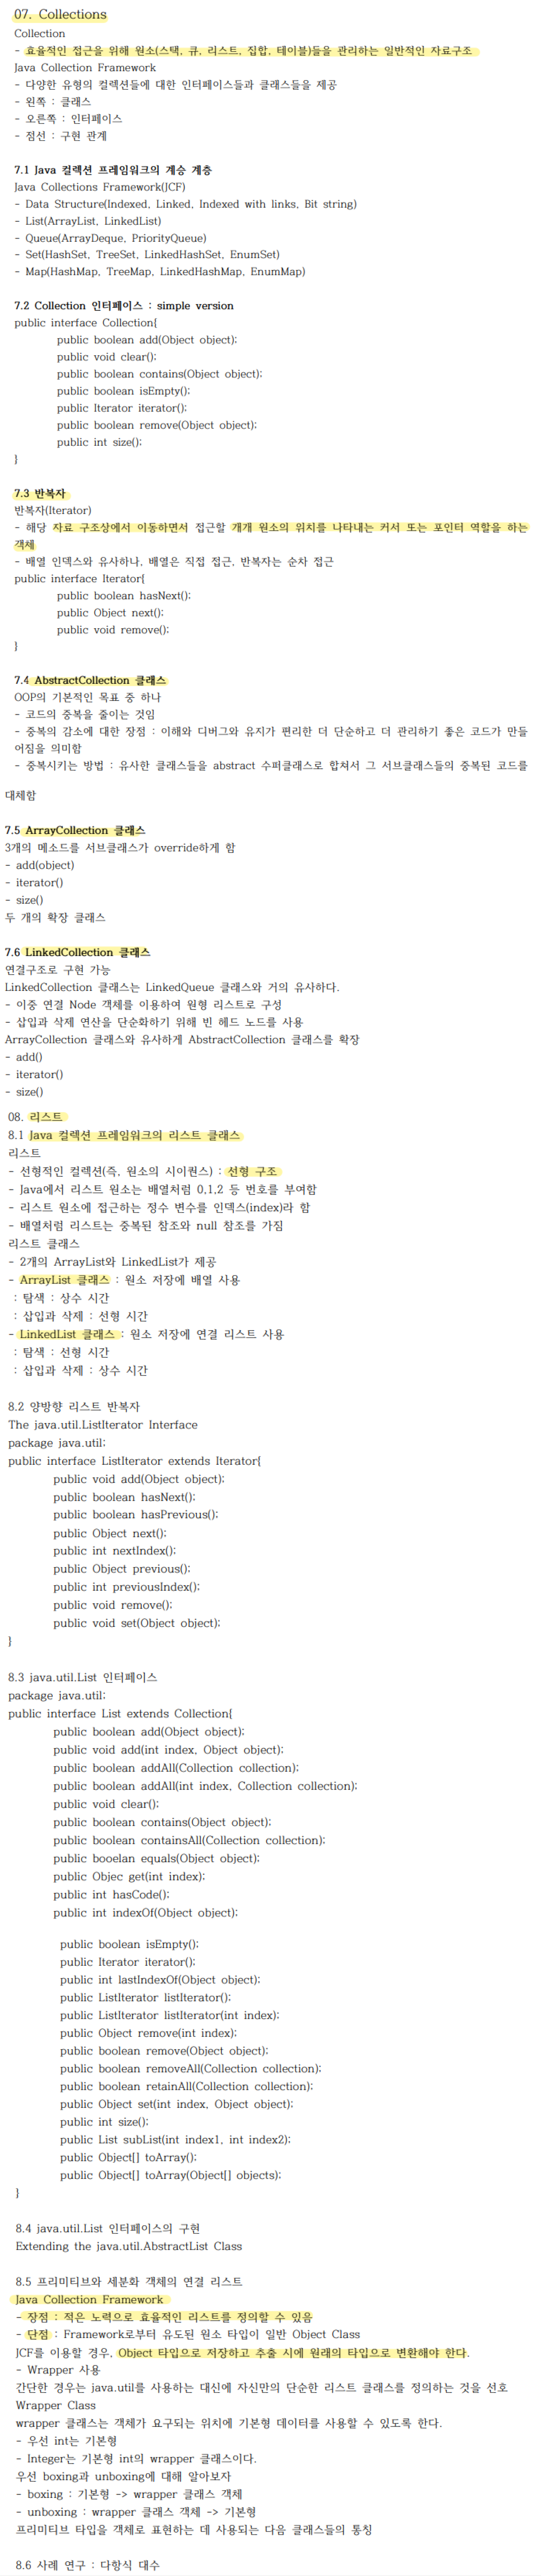 07. Collections
Collection
- 효율적인 접근을 위해 원소(스택, 큐, 리스트, 집합, 테이블)들을 관리하는 일반적인 자료구조
Java Collection Framework
- 다양한 유형의 컬렉션들에 대한 인터페이스들과 클래스들을 제공
- 왼쪽 : 클래스
- 오른쪽 : 인터페이스
- 점선 : 구현 관계
7.1 Java 컬렉션 프레임워크의 계승 계층
Java Collections Framework(JCF)
- Data Structure(Indexed, Linked, Indexed with links, Bit string)
- List(ArrayList, LinkedList)
- Queue(ArrayDeque, PriorityQueue)
- Set(HashSet, TreeSet, LinkedHashSet, EnumSet)
- Map(HashMap, TreeMap, LinkedHashMap, EnumMap)
7.2 Collection 인터페이스 : simple version
public interface Collection{
public boolean add(Object object);
public void clear();
public boolean contains(Object object);
public boolean isEmpty();
public Iterator iterator();
public boolean remove(Object object);
public int size();
}
7.3 반복자
반복자(Iterator)
- 해당 자료 구조상에서 이동하면서 접근할 개개 원소의 위치를 나타내는 커서 또는 포인터 역할을 하는
객체
- 배열 인덱스와 유사하나, 배열은 직접 접근, 반복자는 순차 접근
public interface Iterator{
public boolean hasNext();
public Object next();
public void remove();
}
7.4 AbstractCollection 클래스
OOP의 기본적인 목표 중 하나
- 코드의 중복을 줄이는 것임
- 중복의 감소에 대한 장점 : 이해와 디버그와 유지가 편리한 더 단순하고 더 관리하기 좋은 코드가 만들
어짐을 의미함
- 중복시키는 방법 : 유사한 클래스들을 abstract 수퍼클래스로 합쳐서 그 서브클래스들의 중복된 코드를
대체함
7.5 ArrayCollection 클래스
3개의 메소드를 서브클래스가 override하게 함
- add(object)
- iterator()
- size()
두 개의 확장 클래스
7.6 LinkedCollection 클래스
연결구조로 구현 가능
LinkedCollection 클래스는 LinkedQueue 클래스와 거의 유사하다.
- 이중 연결 Node 객체를 이용하여 원형 리스트로 구성
- 삽입과 삭제 연산을 단순화하기 위해 빈 헤드 노드를 사용
ArrayCollection 클래스와 유사하게 AbstractCollection 클래스를 확장
- add()
- iterator()
- size()
08. 리스트
8.1 Java 컬렉션 프레임워크의 리스트 클래스
리스트
- 선형적인 컬렉션(즉, 원소의 시이퀀스) : 선형 구조
- Java에서 리스트 원소는 배열처럼 0,1,2 등 번호를 부여함
- 리스트 원소에 접근하는 정수 변수를 인덱스(index)라 함
- 배열처럼 리스트는 중복된 참조와 null 참조를 가짐
리스트 클래스
- 2개의 ArrayList와 LinkedList가 제공
- ArrayList 클래스 : 원소 저장에 배열 사용
: 탐색 : 상수 시간
: 삽입과 삭제 : 선형 시간
- LinkedList 클래스 : 원소 저장에 연결 리스트 사용
: 탐색 : 선형 시간
: 삽입과 삭제 : 상수 시간
8.2 양방향 리스트 반복자
The java.util.ListIterator Interface
package java.util;
public interface ListIterator extends Iterator{
public void add(Object object);
public boolean hasNext();
public boolean hasPrevious();
public Object next();
public int nextIndex();
public Object previous();
public int previousIndex();
public void remove();
public void set(Object object);
}
8.3 java.util.List 인터페이스
package java.util;
public interface List extends Collection{
public boolean add(Object object);
public void add(int index, Object object);
public boolean addAll(Collection collection);
public boolean addAll(int index, Collection collection);
public void clear();
public boolean contains(Object object);
public boolean containsAll(Collection collection);
public booelan equals(Object object);
public Objec get(int index);
public int hasCode();
public int indexOf(Object object);
public boolean isEmpty();
public Iterator iterator();
public int lastIndexOf(Object object);
public ListIterator listIterator();
public ListIterator listIterator(int index);
public Object remove(int index);
public boolean remove(Object object);
public boolean removeAll(Collection collection);
public boolean retainAll(Collection collection);
public Object set(int index, Object object);
public int size();
public List subList(int index1, int index2);
public Object[] toArray();
public Object[] toArray(Object[] objects);
}
8.4 java.util.List 인터페이스의 구현
Extending the java.util.AbstractList Class
8.5 프리미티브와 세분화 객체의 연결 리스트
Java Collection Framework
- 장점 : 적은 노력으로 효율적인 리스트를 정의할 수 있음
- 단점 : Framework로부터 유도된 원소 타입이 일반 Object Class
JCF를 이용할 경우, Object 타입으로 저장하고 추출 시에 원래의 타입으로 변환해야 한다.
- Wrapper 사용
간단한 경우는 java.util를 사용하는 대신에 자신만의 단순한 리스트 클래스를 정의하는 것을 선호
Wrapper Class
wrapper 클래스는 객체가 요구되는 위치에 기본형 데이터를 사용할 수 있도록 한다.
- 우선 int는 기본형
- Integer는 기본형 int의 wrapper 클래스이다.
우선 boxing과 unboxing에 대해 알아보자
- boxing : 기본형 -> wrapper 클래스 객체
- unboxing : wrapper 클래스 객체 -> 기본형
프리미티브 타입을 객체로 표현하는 데 사용되는 다음 클래스들의 통칭
8.6 사례 연구 : 다항식 대수